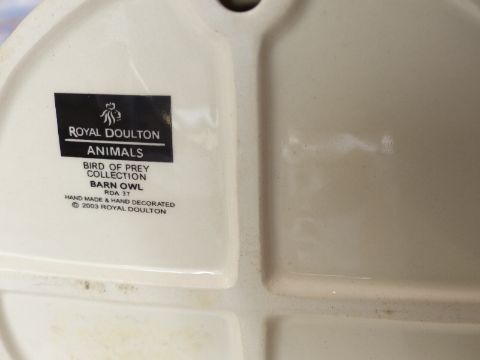 ROYAL DOULTON
ANIMALS
BIRD OF PREY
COLLECTION
BARN OWL
RDA 37
HAND MADE & HAND DECORATED
© 2003 ROYAL DOULTON